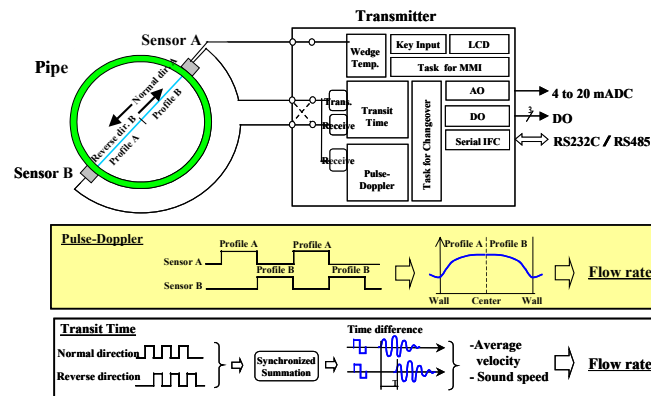 Transmitter
Sensor A
Pipe
Normal dir. A
Profile B
Reverse dir. B
Profile A
Sensor B
Wedge Temp.
Key Input
LCD
Task for MMI
Trans.
Receive
Receive
Transit Time
Pulse-Doppler
Task for Changeover
AO
DO
Serial IFC
4 to 20 mADC
3
DO
RS232C / RS485
Pulse-Doppler
Profile A
Profile A
Sensor A
Profile B
Profile B
Sensor B
Profile A
Profile B
Wall
Center
Wall
Flow rate
Transit Time
Normal direction
Reverse direction
Synchronized Summation
Time difference
T
-Average velocity
- Sound speed
Flow rate